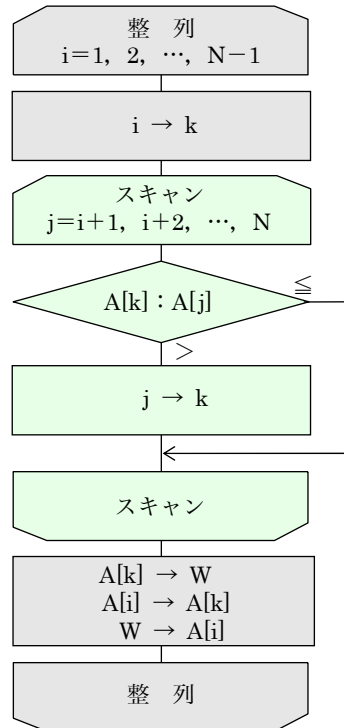 整　列
i＝1, 2, …, N−1
i → k
スキャン
j＝i＋1, i＋2, …, N
A[k]：A[j]
≦
＞
j → k
スキャン
A[k] → W
A[i] → A[k]
W → A[i]
整　列